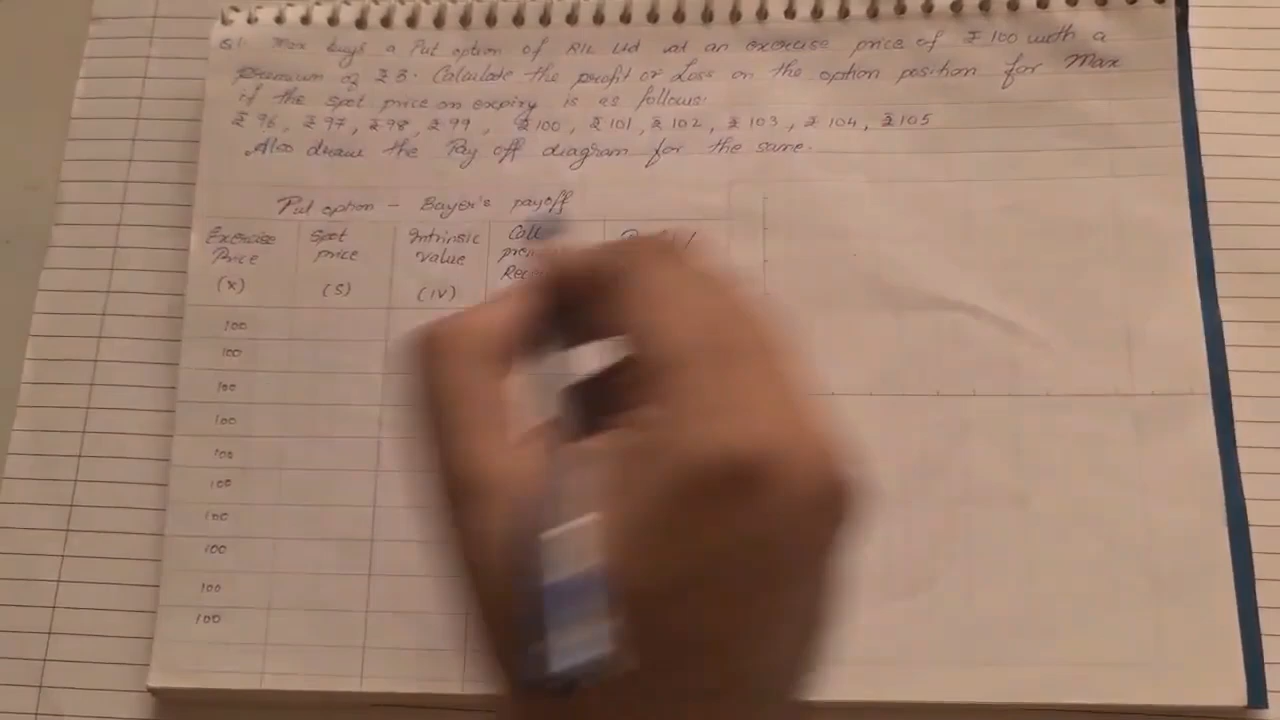 Q1. Max buys a Put option of RIL Ltd at an exercise price of ₹ 100 with a
premium of ₹ 3. Calculate the profit or Loss on the option position for Max
if the spot price on expiry is as follows:
₹ 96, ₹ 97, ₹ 98, ₹ 99, ₹ 100, ₹ 101, ₹ 102, ₹ 103, ₹ 104, ₹ 105
Also draw the Pay off diagram for the same.
Put option - Buyer's payoff
Exercise Price (X)
Spot price (S)
Intrinsic value (IV)
Call
100
100
100
100
100
100
100
100
100
100